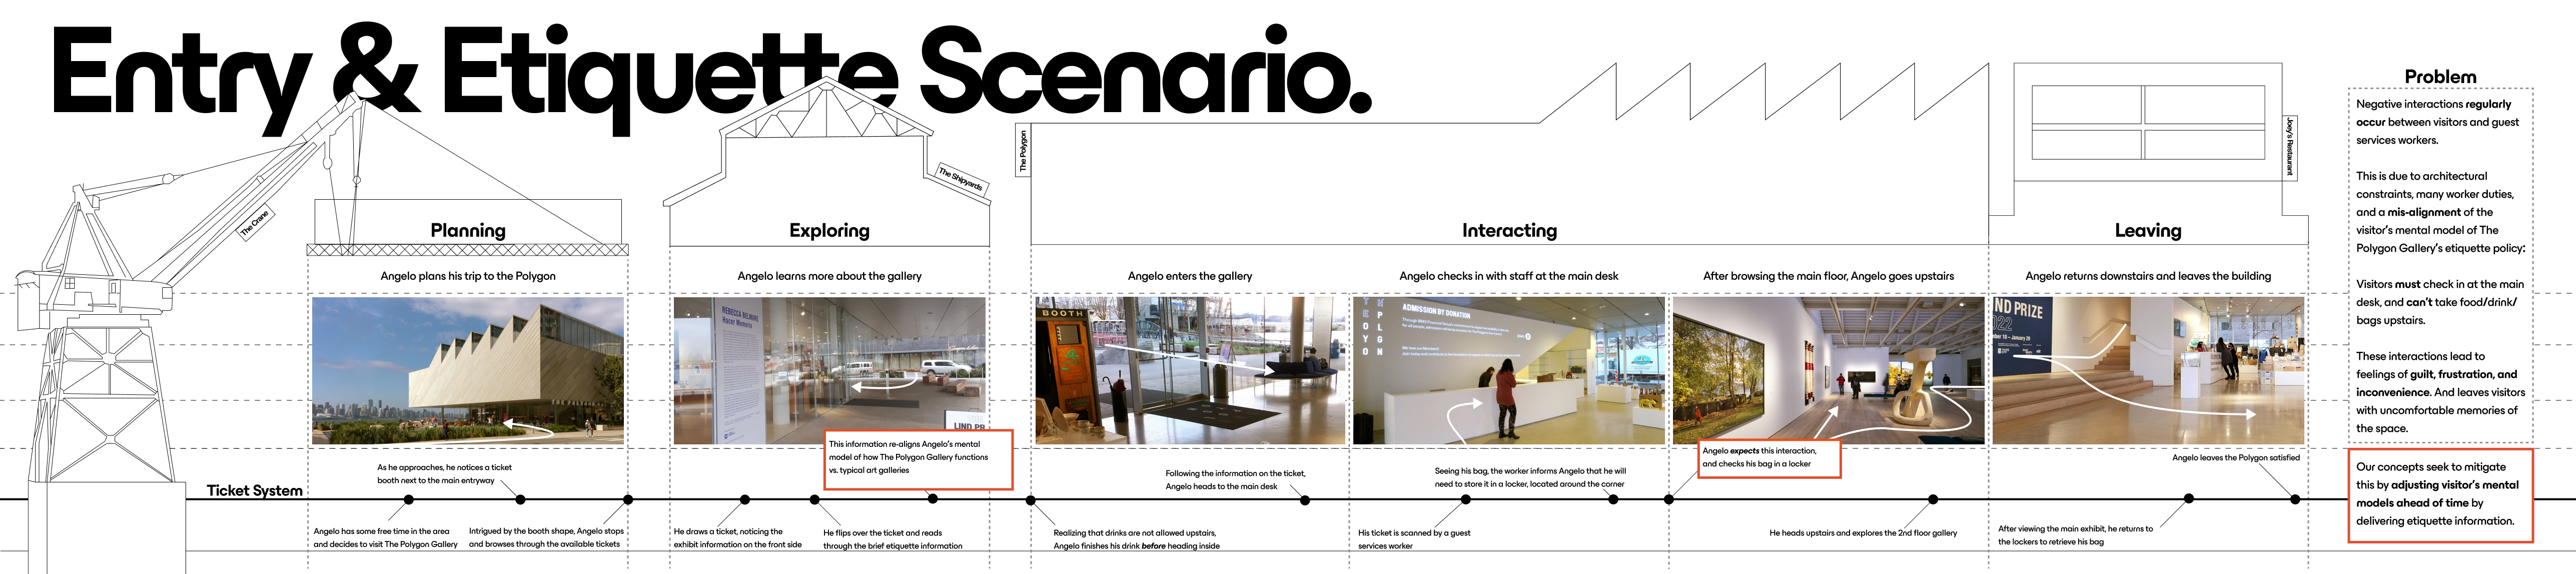 Entry & Etiquette Scenario.
The Crane
The Shipyards
The Polygon
Joey's Restaurant
Planning
Exploring
Interacting
Leaving
Angelo plans his trip to the Polygon
Angelo learns more about the gallery
Angelo enters the gallery
Angelo checks in with staff at the main desk
After browsing the main floor, Angelo goes upstairs
Angelo returns downstairs and leaves the building
REBECCA BELMORE
Hacer Memoria
LIND PR
BOOTH
ADMISSION BY DONATION
ND PRIZE
2022
As he approaches, he notices a ticket
booth next to the main entryway
This information re-aligns Angelo's mental
model of how The Polygon Gallery functions
vs. typical art galleries
Following the information on the ticket,
Angelo heads to the main desk
Seeing his bag, the worker informs Angelo that he will
need to store it in a locker, located around the corner
Angelo expects this interaction,
and checks his bag in a locker
Angelo leaves the Polygon satisfied
Ticket System
Angelo has some free time in the area
and decides to visit The Polygon Gallery
Intrigued by the booth shape, Angelo stops
and browses through the available tickets
He draws a ticket, noticing the
exhibit information on the front side
He flips over the ticket and reads
through the brief etiquette information
Realizing that drinks are not allowed upstairs,
Angelo finishes his drink before heading inside
His ticket is scanned by a guest
services worker
He heads upstairs and explores the 2nd floor gallery
After viewing the main exhibit, he returns to
the lockers to retrieve his bag
Problem
Negative interactions regularly
occur between visitors and guest
services workers.
This is due to architectural
constraints, many worker duties,
and a mis-alignment of the
visitor's mental model of The
Polygon Gallery's etiquette policy:
Visitors must check in at the main
desk, and can't take food/drink/
bags upstairs.
These interactions lead to
feelings of guilt, frustration, and
inconvenience. And leaves visitors
with uncomfortable memories of
the space.
Our concepts seek to mitigate
this by adjusting visitor's mental
models ahead of time by
delivering etiquette information.